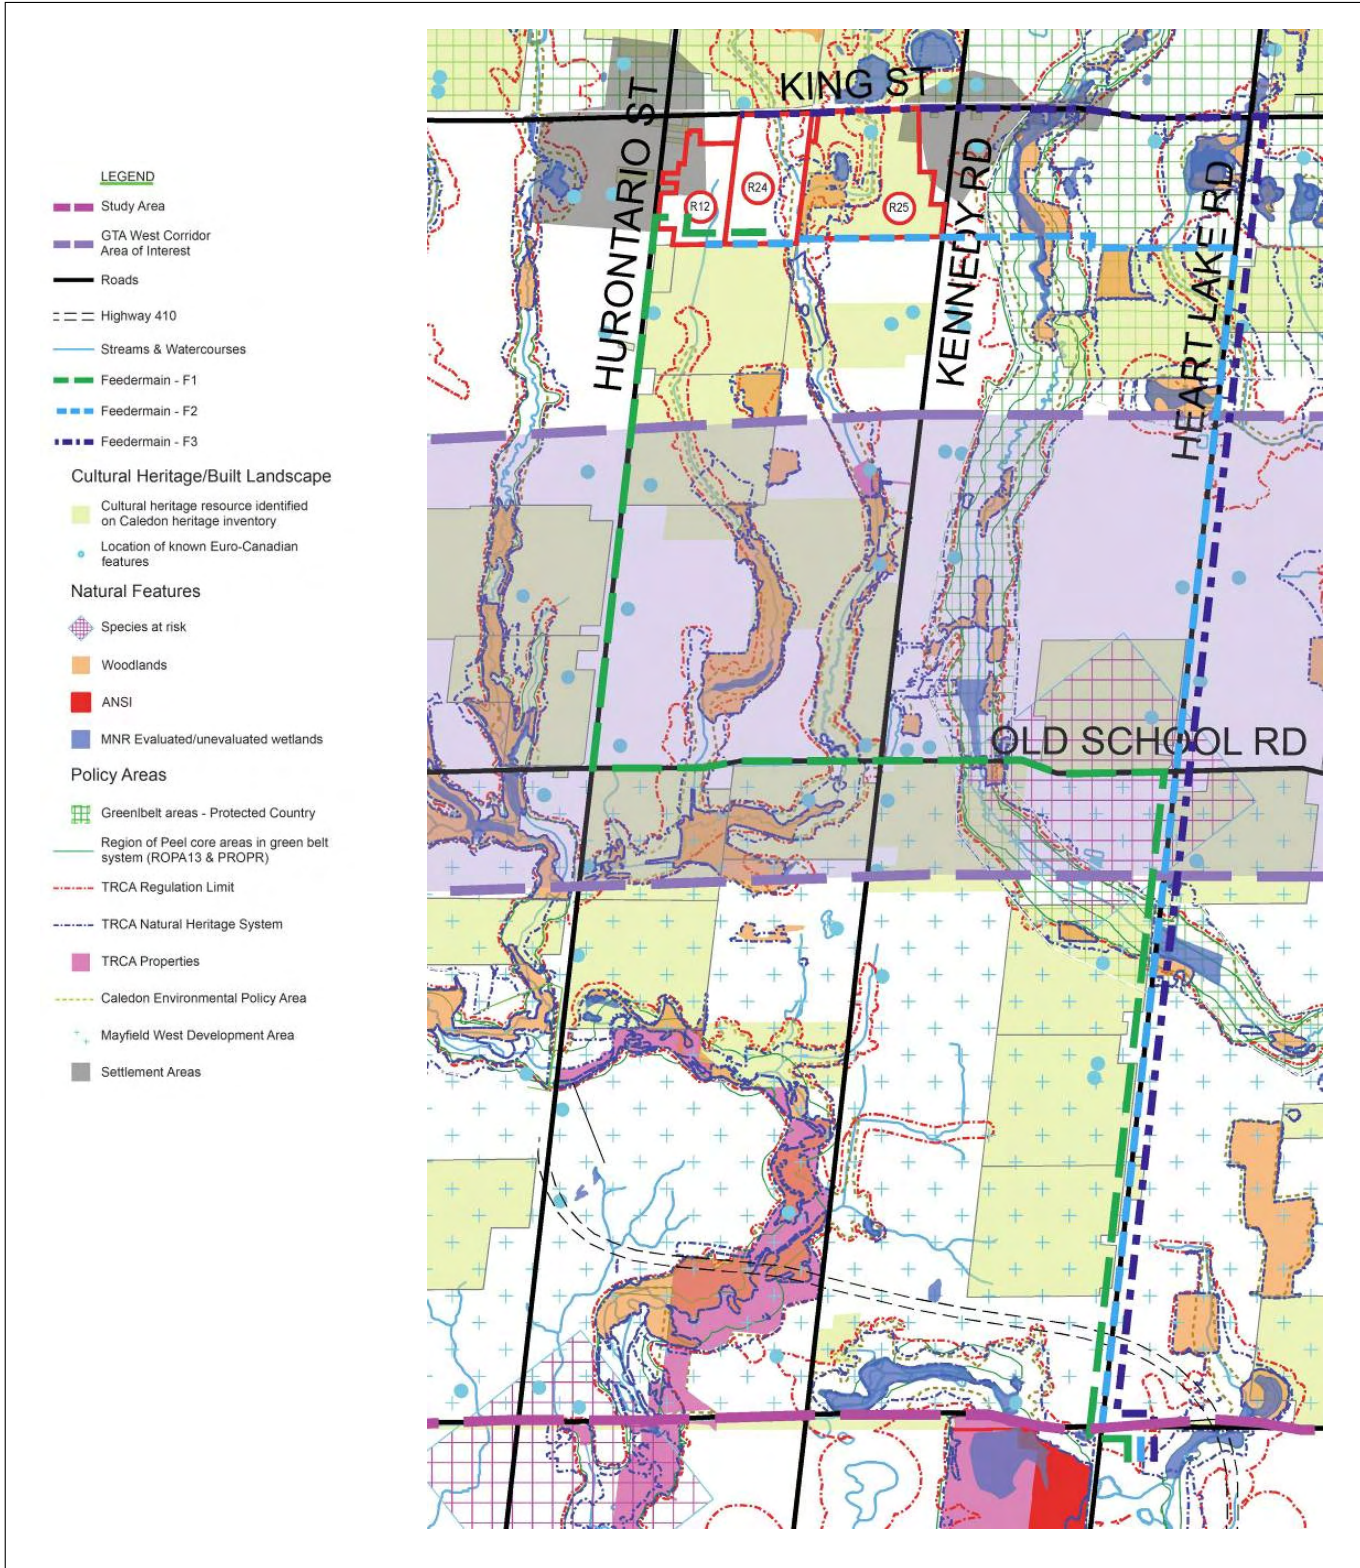 LEGEND
Study Area
GTA West Corridor
Area of Interest
Roads
Highway 410
Streams & Watercourses
Feedermain - F1
Feedermain - F2
Feedermain - F3
Cultural Heritage/Built Landscape
Cultural heritage resource identified
on Caledon heritage inventory
Location of known Euro-Canadian
features
Natural Features
Species at risk
Woodlands
ANSI
MNR Evaluated/unevaluated wetlands
Policy Areas
Greenlbelt areas - Protected Country
Region of Peel core areas in green belt
system (ROPA13 & PROPR)
TRCA Regulation Limit
TRCA Natural Heritage System
TRCA Properties
Caledon Environmental Policy Area
Mayfield West Development Area
Settlement Areas
KING ST
HURONTARIO ST
R12
R24
R25
KENNEDY RD
HEART LAKE RD
OLD SCHOOL RD